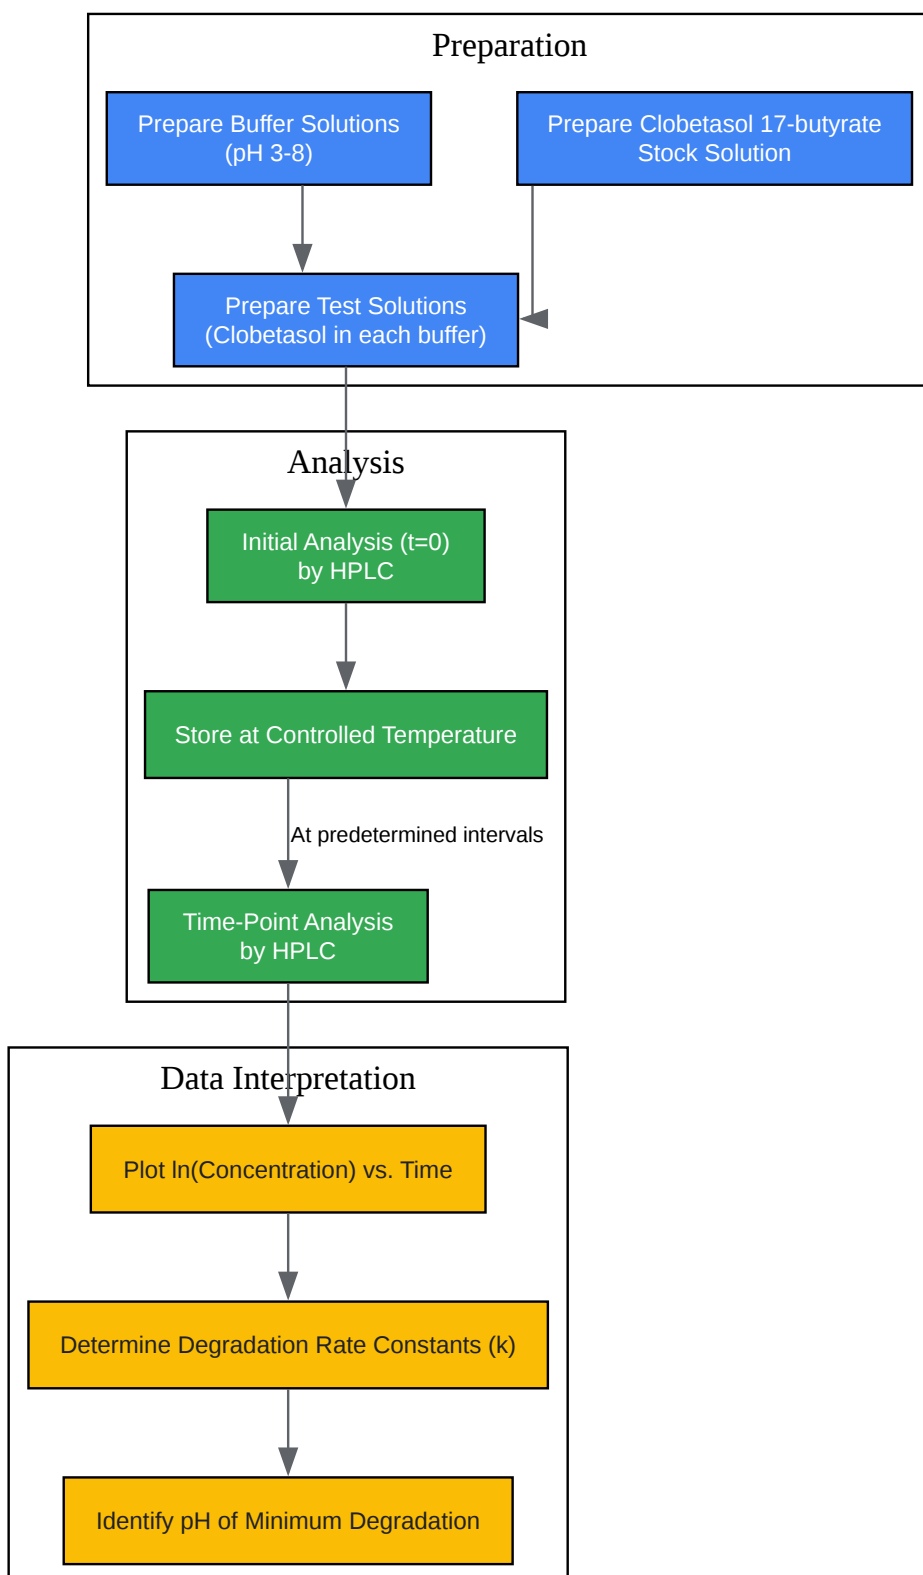 Preparation
Prepare Buffer Solutions
(pH 3-8)
Prepare Clobetasol 17-butyrate
Stock Solution
Prepare Test Solutions
(Clobetasol in each buffer)
Analysis
Initial Analysis (t=0)
by HPLC
Store at Controlled Temperature
At predetermined intervals
Time-Point Analysis
by HPLC
Data Interpretation
Plot ln(Concentration) vs. Time
Determine Degradation Rate Constants (k)
Identify pH of Minimum Degradation